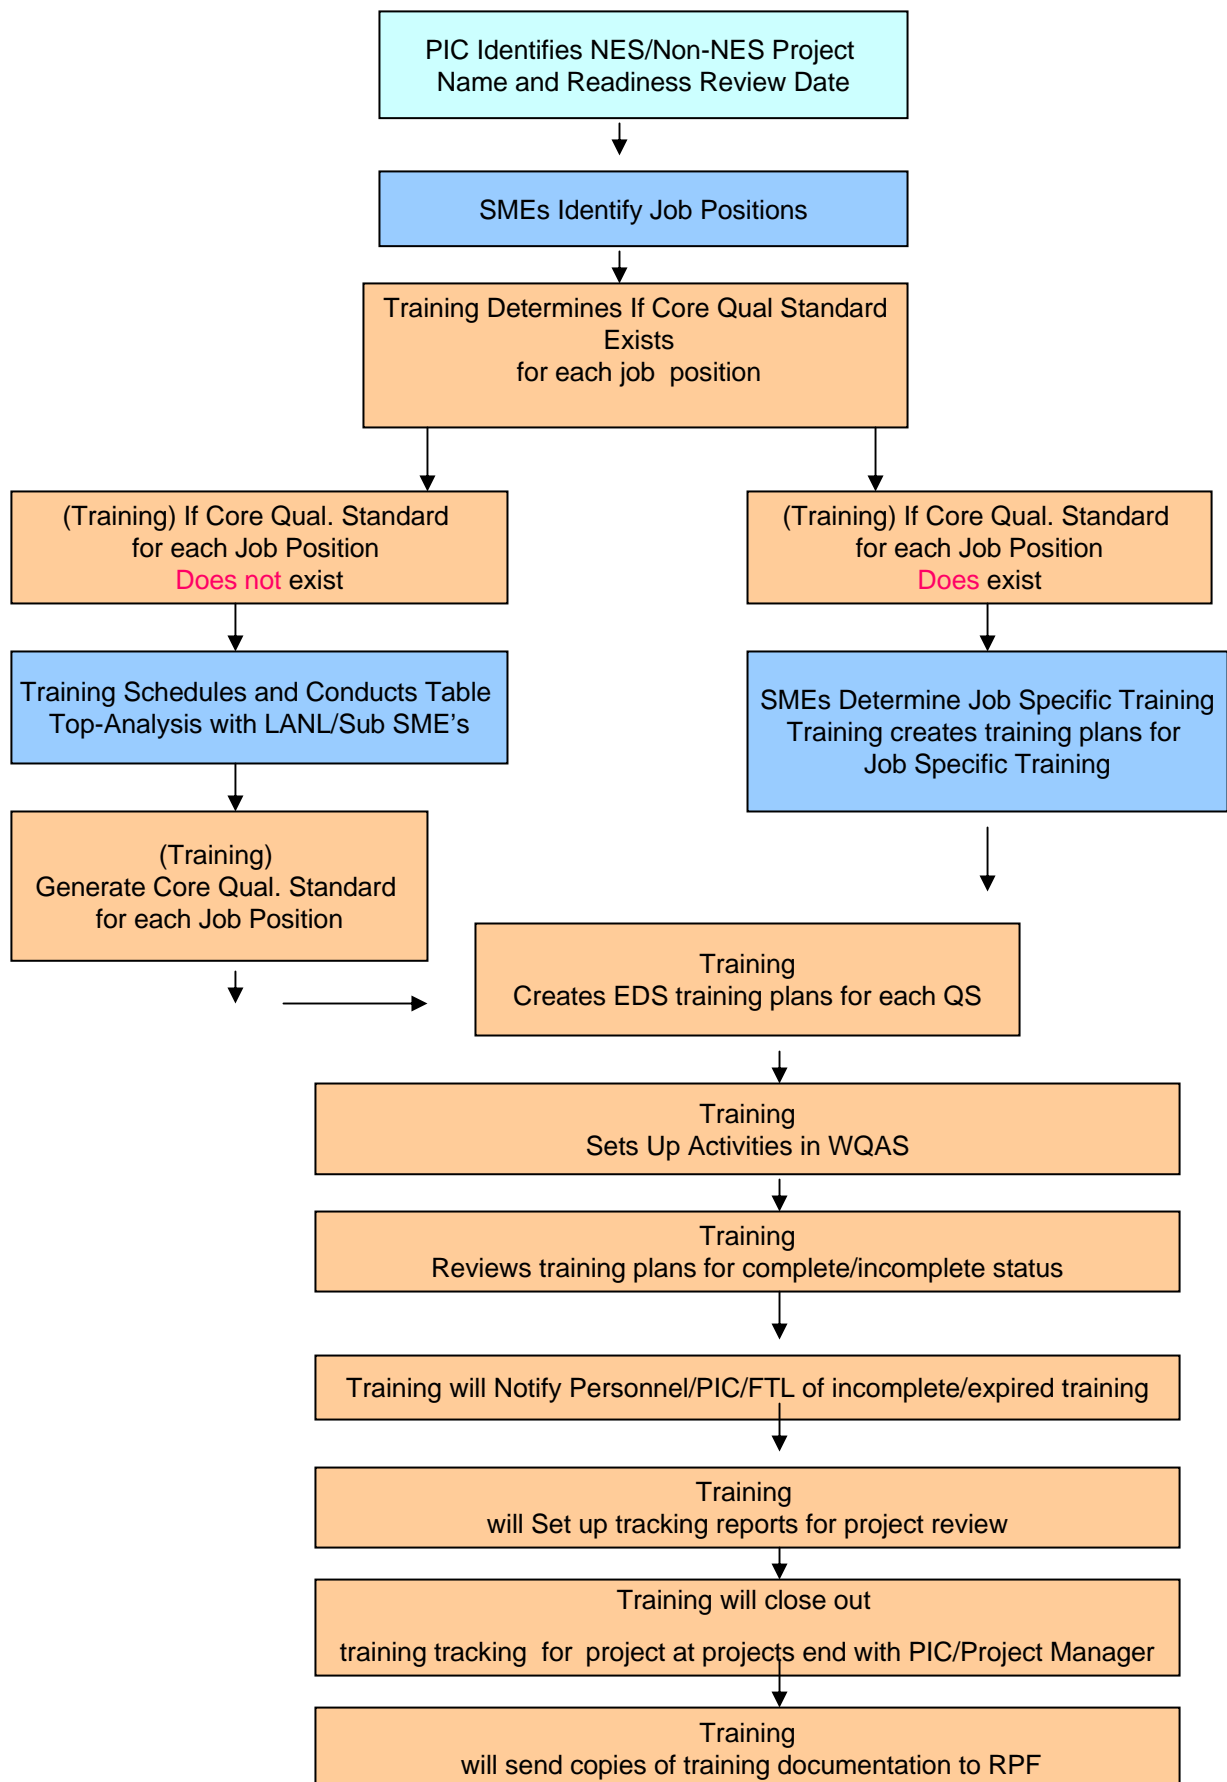 PIC Identifies NES/Non-NES Project
Name and Readiness Review Date
SMEs Identify Job Positions
Training Determines If Core Qual Standard
Exists
for each job position
(Training) If Core Qual. Standard
for each Job Position
Does not exist
(Training) If Core Qual. Standard
for each Job Position
Does exist
Training Schedules and Conducts Table
Top-Analysis with LANL/Sub SME's
SMEs Determine Job Specific Training
Training creates training plans for
Job Specific Training
(Training)
Generate Core Qual. Standard
for each Job Position
Training
Creates EDS training plans for each QS
Training
Sets Up Activities in WQAS
Training
Reviews training plans for complete/incomplete status
Training will Notify Personnel/PIC/FTL of incomplete/expired training
Training
will Set up tracking reports for project review
Training will close out
training tracking for project at projects end with PIC/Project Manager
Training
will send copies of training documentation to RPF